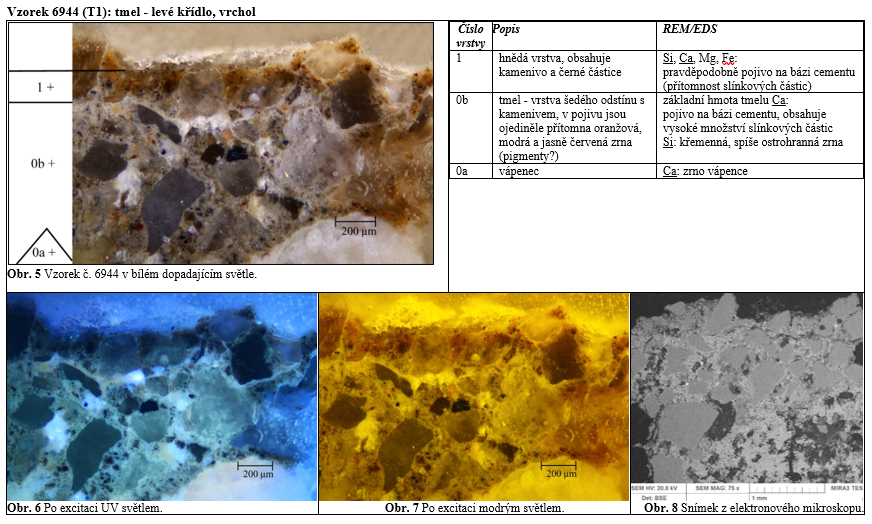 Vzorek 6944 (T1): tmel - levé křídlo, vrchol
1 +
0b +
0a +
200 µm
Obr. 5 Vzorek č. 6944 v bílém dopadajícím světle.
Číslo vrstvy Popis REM/EDS
1 hnědá vrstva, obsahuje Si, Ca, Mg, Fe:
kamenivo a černé částice pravděpodobně pojivo na bázi cementu
(přítomnost slínkových částic)
0b tmel - vrstva šedého odstínu s základní hmota tmelu Ca:
kamenivem, v pojivu jsou pojivo na bázi cementu, obsahuje
ojediněle přítomna oranžová, vysoké množství slínkových částic
modrá a jasně červená zrna Si: křemenná, spíše ostrohranná zrna
(pigmenty?)
0a vápenec Ca: zrno vápence
200 µm
200 µm
SEM HV: 20.0 kV SEM MAG: 75 x MIRA3 TES
Det: BSE 1 mm
Obr. 6 Po excitaci UV světlem.
Obr. 7 Po excitaci modrým světlem.
Obr. 8 Snímek z elektronového mikroskopu.